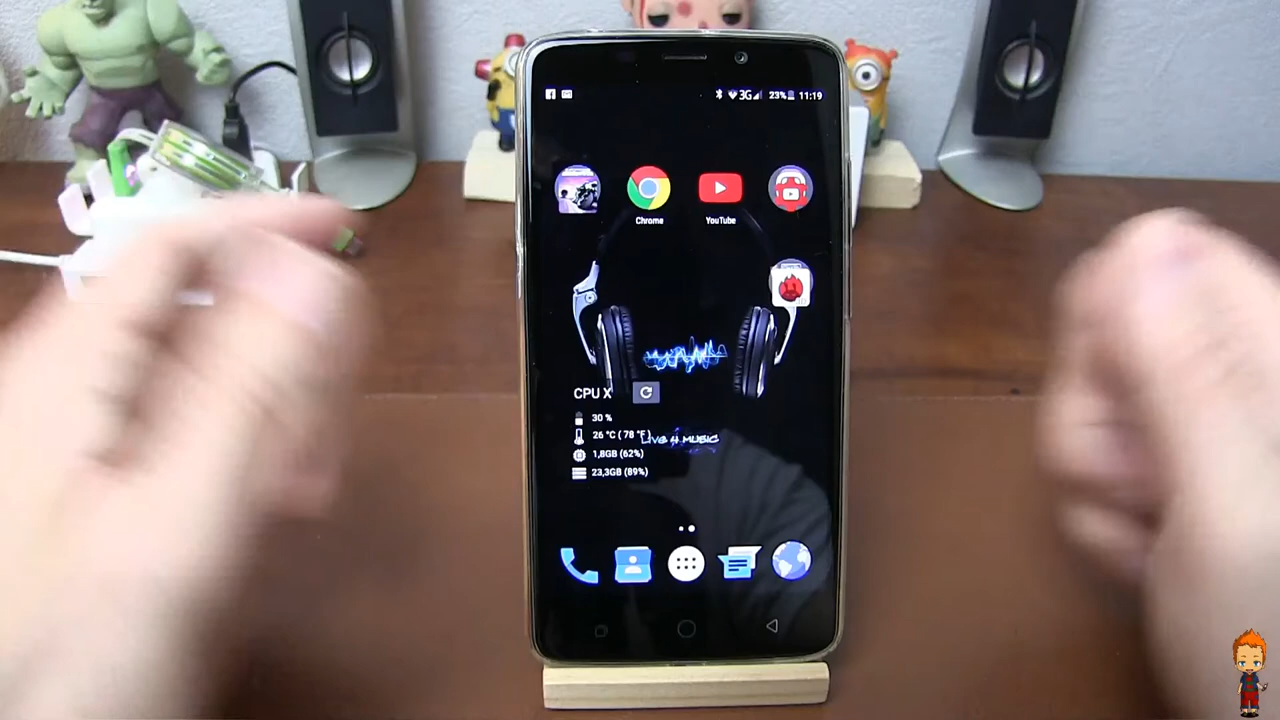 3G 23% 11:19
Chrome YouTube
CPU X
30 %
26 °C ( 78 °F )
LIVE 4 MUSIC
1,8GB (62%)
23,3GB (89%)